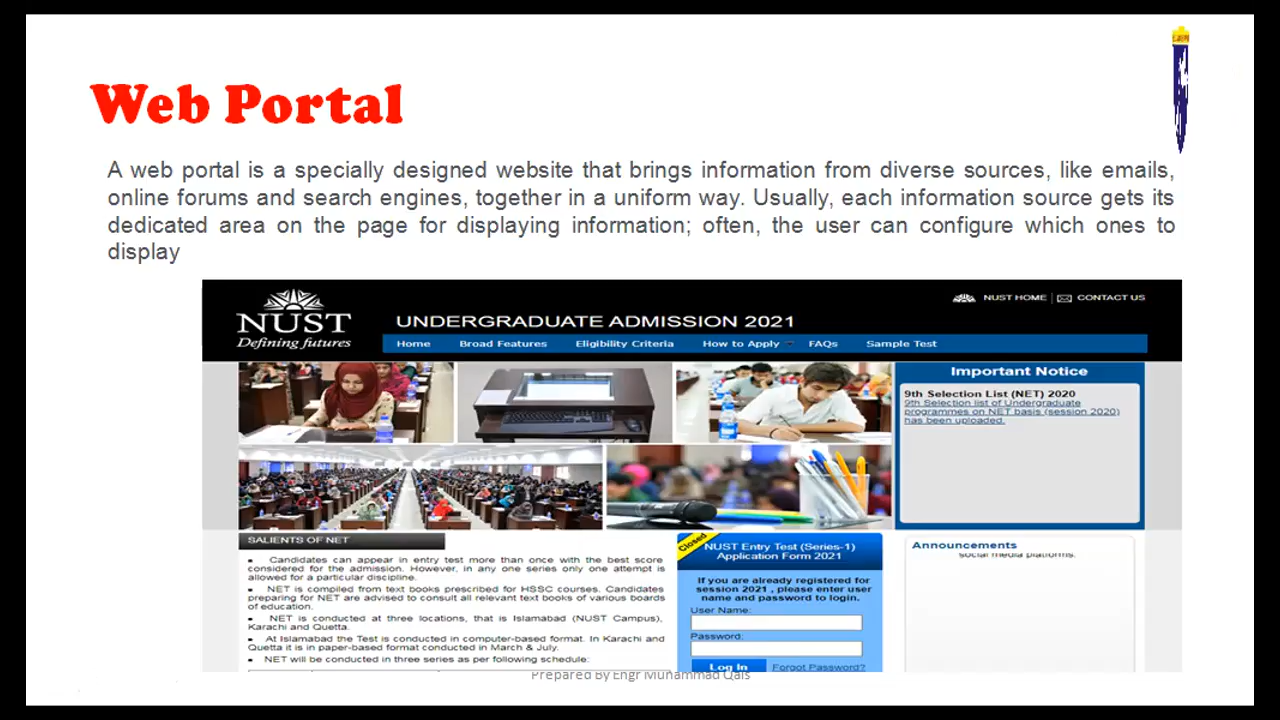 Web Portal
A web portal is a specially designed website that brings information from diverse sources, like emails,
online forums and search engines, together in a uniform way. Usually, each information source gets its
dedicated area on the page for displaying information; often, the user can configure which ones to
display
NUST HOME | CONTACT US
NUST
Defining futures
UNDERGRADUATE ADMISSION 2021
Home Broad Features Eligibility Criteria How to Apply FAQs Sample Test
Important Notice
9th Selection List (NET) 2020
9th Selection list of Undergraduate
programmes on NET basis (session 2020)
has been uploaded.
SALIENTS OF NET
Candidates can appear in entry test more than once with the best score
considered for the admission. However, in any one series only one attempt is
allowed for a particular discipline.
NET is compiled from text books prescribed for HSSC courses. Candidates
preparing for NET are advised to consult all relevant text books of various boards
of education.
NET is conducted at three locations, that is Islamabad (NUST Campus),
Karachi and Quetta.
At Islamabad the Test is conducted in computer-based format. In Karachi and
Quetta it is in paper-based format conducted in March & July.
NET will be conducted in three series as per following schedule:
Closed
NUST Entry Test (Series-1)
Application Form 2021
If you are already registered for
session 2021 , please enter user
name and password to login.
User Name:
Password:
Log In Forgot Password?
Announcements
social media platforms.
Prepared By Engr Muhammad Qais